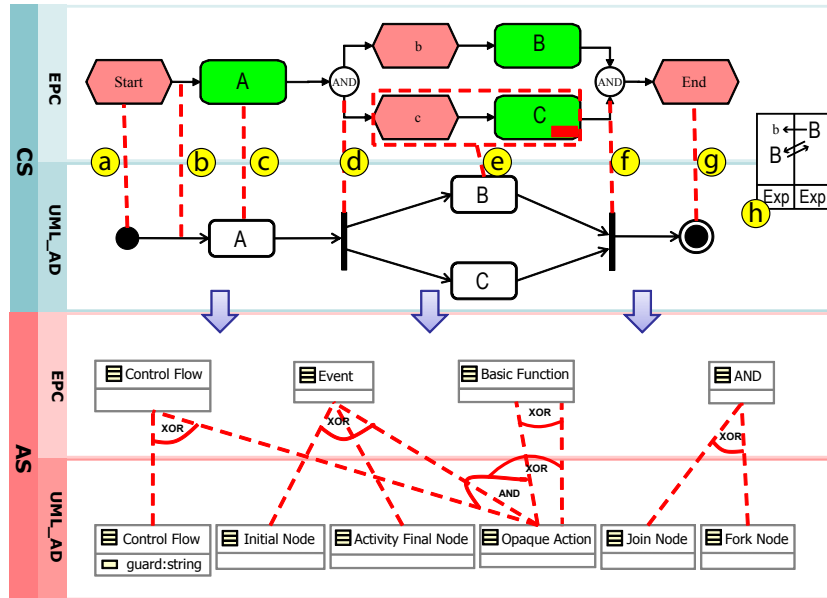 CS
EPC
Start
A
AND
b
B
c
C
AND
End
a
b
c
d
e
f
g
b
B
B
Exp
Exp
h
UML_AD
A
B
C
AS
EPC
Control Flow
Event
Basic Function
AND
XOR
XOR
XOR
XOR
XOR
AND
UML_AD
Control Flow
guard:string
Initial Node
Activity Final Node
Opaque Action
Join Node
Fork Node